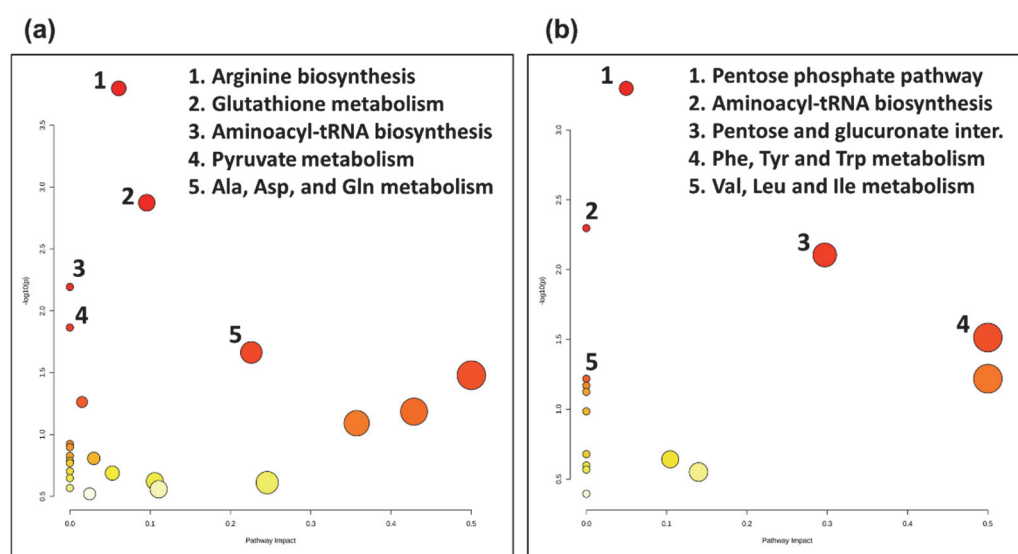 (a)
1. Arginine biosynthesis
2. Glutathione metabolism
3. Aminoacyl-tRNA biosynthesis
4. Pyruvate metabolism
5. Ala, Asp, and Gln metabolism
1
2
3
4
5
3.5
3.0
2.5
2.0
1.5
1.0
0.5
-log10(p)
0.0 0.1 0.2 0.3 0.4 0.5
Pathway Impact
(b)
1. Pentose phosphate pathway
2. Aminoacyl-tRNA biosynthesis
3. Pentose and glucuronate inter.
4. Phe, Tyr and Trp metabolism
5. Val, Leu and Ile metabolism
1
2
3
4
5
3.0
2.5
2.0
1.5
1.0
0.5
-log10(p)
0.0 0.1 0.2 0.3 0.4 0.5
Pathway Impact